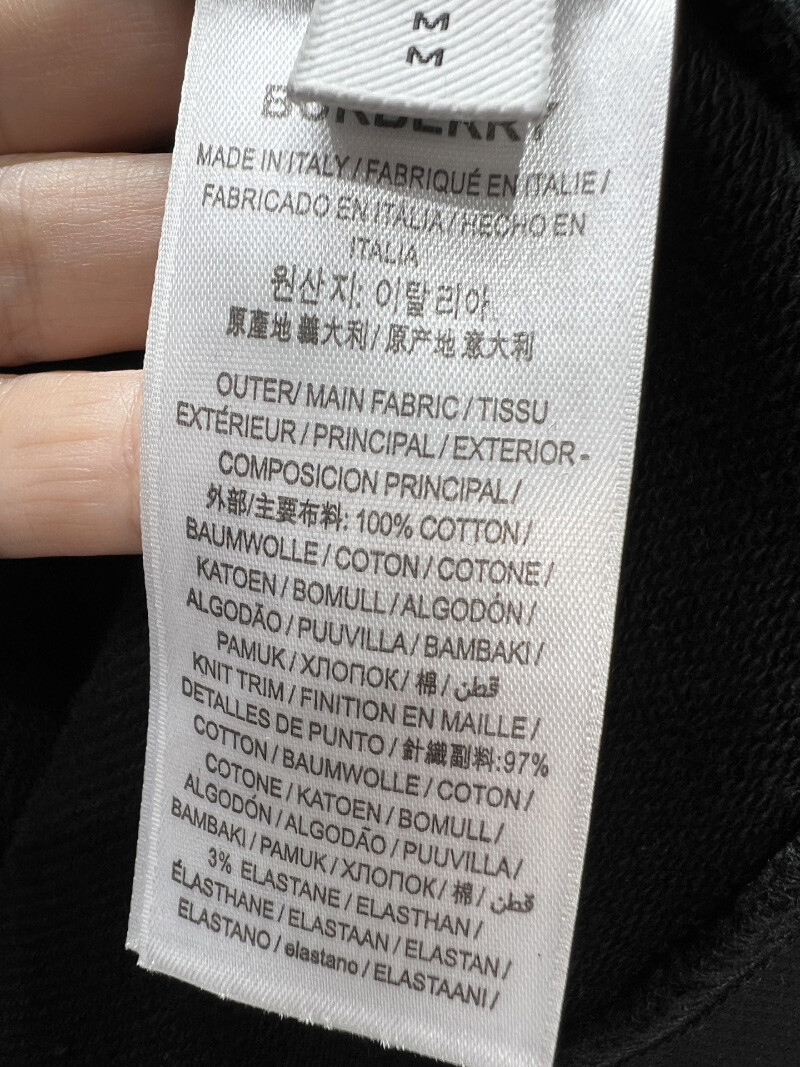 M
M
BURBERRY
MADE IN ITALY / FABRIQUÉ EN ITALIE /
FABRICADO EN ITALIA / HECHO EN
ITALIA
원산지: 이탈리아
原產地 義大利 / 原产地 意大利
OUTER/ MAIN FABRIC / TISSU
EXTÉRIEUR / PRINCIPAL / EXTERIOR -
COMPOSICION PRINCIPAL /
外部/主要布料: 100% COTTON /
BAUMWOLLE / COTON / COTONE /
KATOEN / BOMULL / ALGODÓN /
ALGODÃO / PUUVILLA / BAMBAKI /
PAMUK / ХЛОПОК / 棉 / قطن
KNIT TRIM / FINITION EN MAILLE /
DETALLES DE PUNTO / 針織副料:97%
COTTON / BAUMWOLLE / COTON /
COTONE / KATOEN / BOMULL /
ALGODÓN / ALGODÃO / PUUVILLA /
BAMBAKI / PAMUK / ХЛОПОК / 棉 / قطن
3% ELASTANE / ELASTHAN /
ÉLASTHANE / ELASTAAN / ELASTAN /
ELASTANO / elastano / ELASTAANI /